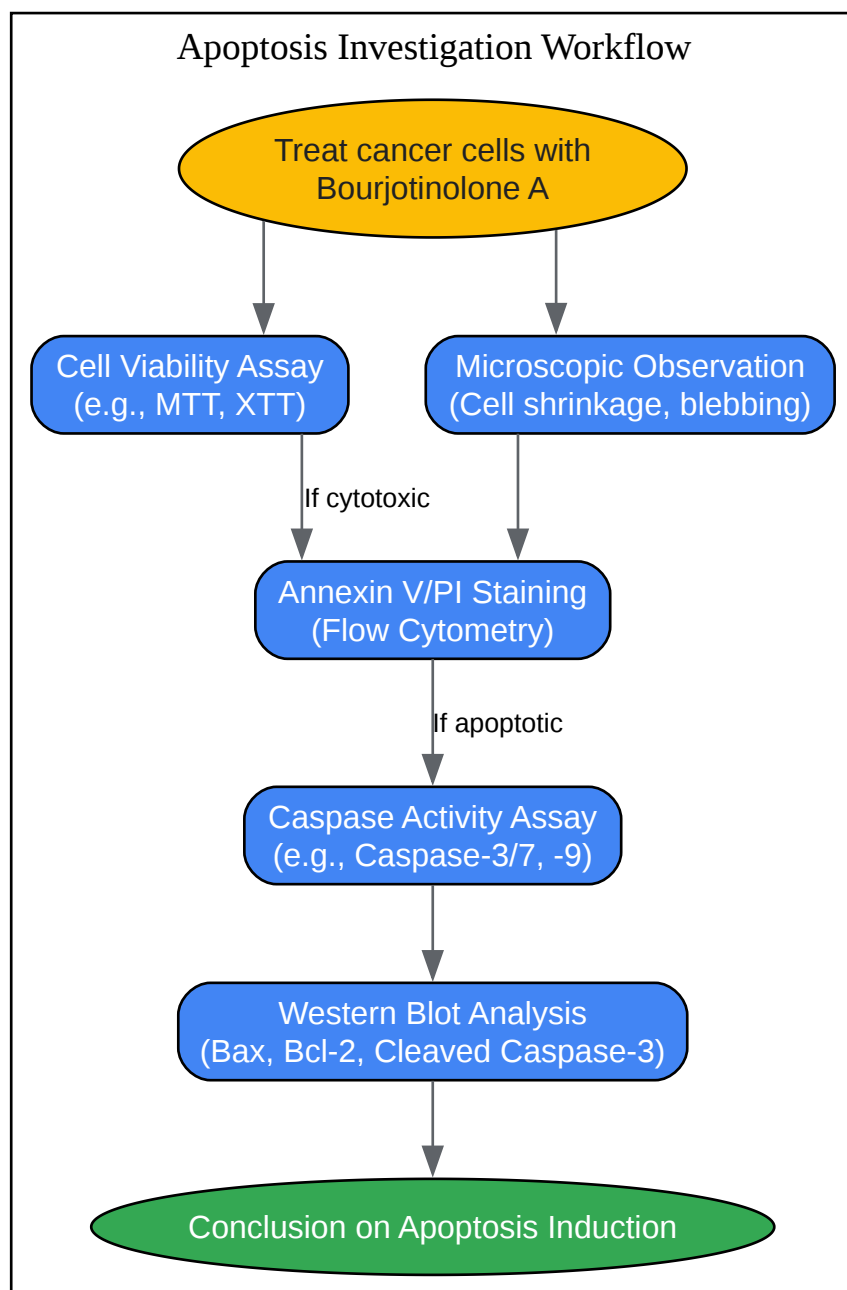 Apoptosis Investigation Workflow
Treat cancer cells with
Bourjotinolone A
Cell Viability Assay
(e.g., MTT, XTT)
Microscopic Observation
(Cell shrinkage, blebbing)
If cytotoxic
Annexin V/PI Staining
(Flow Cytometry)
If apoptotic
Caspase Activity Assay
(e.g., Caspase-3/7, -9)
Western Blot Analysis
(Bax, Bcl-2, Cleaved Caspase-3)
Conclusion on Apoptosis Induction